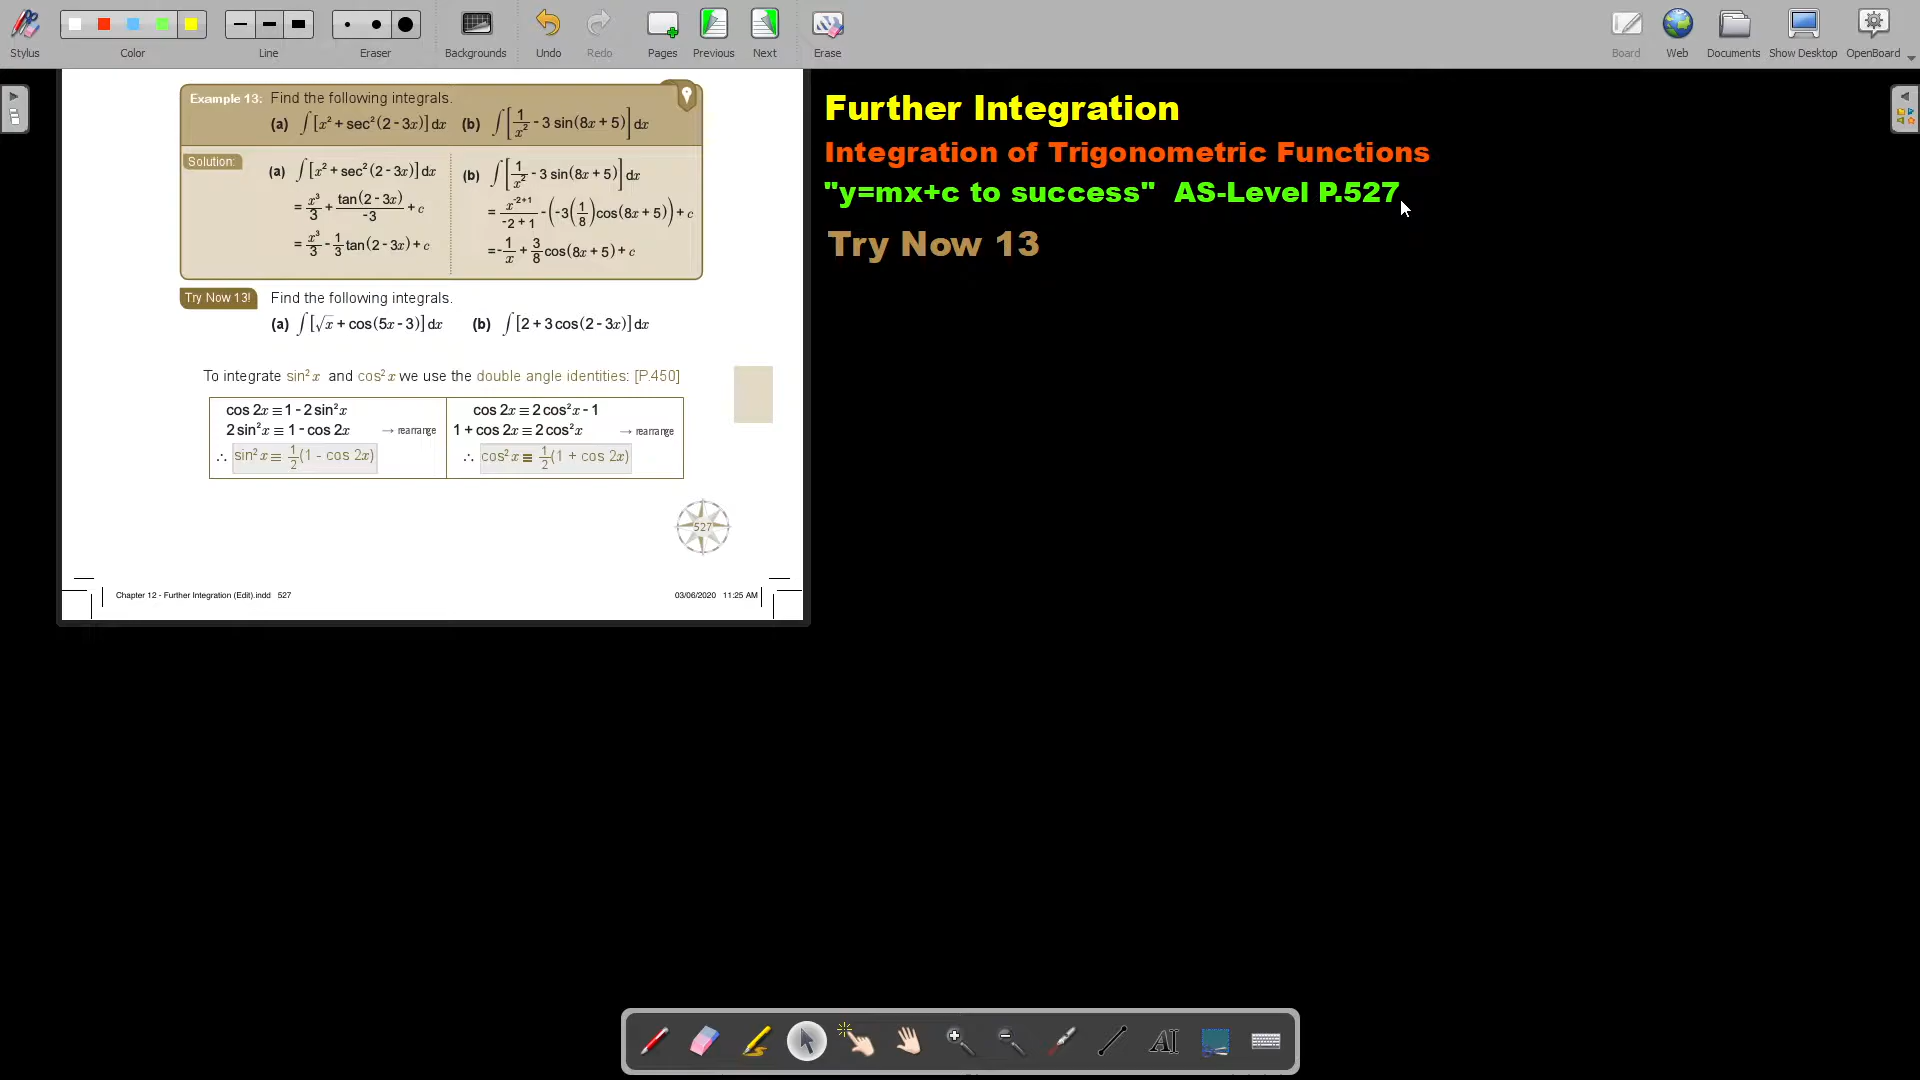 Stylus
Color
Line
Eraser
Backgrounds
Undo
Redo
Pages
Previous
Next
Erase
Board
Web
Documents
Show Desktop
OpenBoard
Example 13: Find the following integrals.
(a) ∫[x² + sec²(2 - 3x)]dx (b) ∫[1/x² - 3 sin(8x + 5)]dx
Solution:
(a) ∫[x² + sec²(2 - 3x)]dx
= x³/3 + tan(2 - 3x)/-3 + c
= x³/3 - 1/3 tan(2 - 3x) + c
(b) ∫[1/x² - 3 sin(8x + 5)]dx
= x⁻²⁺¹/-2 + 1 - (-3(1/8)cos(8x + 5)) + c
= -1/x + 3/8 cos(8x + 5) + c
Try Now 13! Find the following integrals.
(a) ∫[√x + cos(5x - 3)]dx (b) ∫[2 + 3 cos(2 - 3x)]dx
To integrate sin² x and cos² x we use the double angle identities: [P.450]
cos 2x ≡ 1 - 2 sin²x
2 sin²x ≡ 1 - cos 2x → rearrange
∴ sin² x ≡ 1/2(1 - cos 2x)
cos 2x ≡ 2 cos²x - 1
1 + cos 2x ≡ 2 cos²x → rearrange
∴ cos² x ≡ 1/2(1 + cos 2x)
527
Chapter 12 - Further Integration (Edit).indd 527
03/06/2020 11:25 AM
Further Integration
Integration of Trigonometric Functions
"y=mx+c to success" AS-Level P.527
Try Now 13
AI